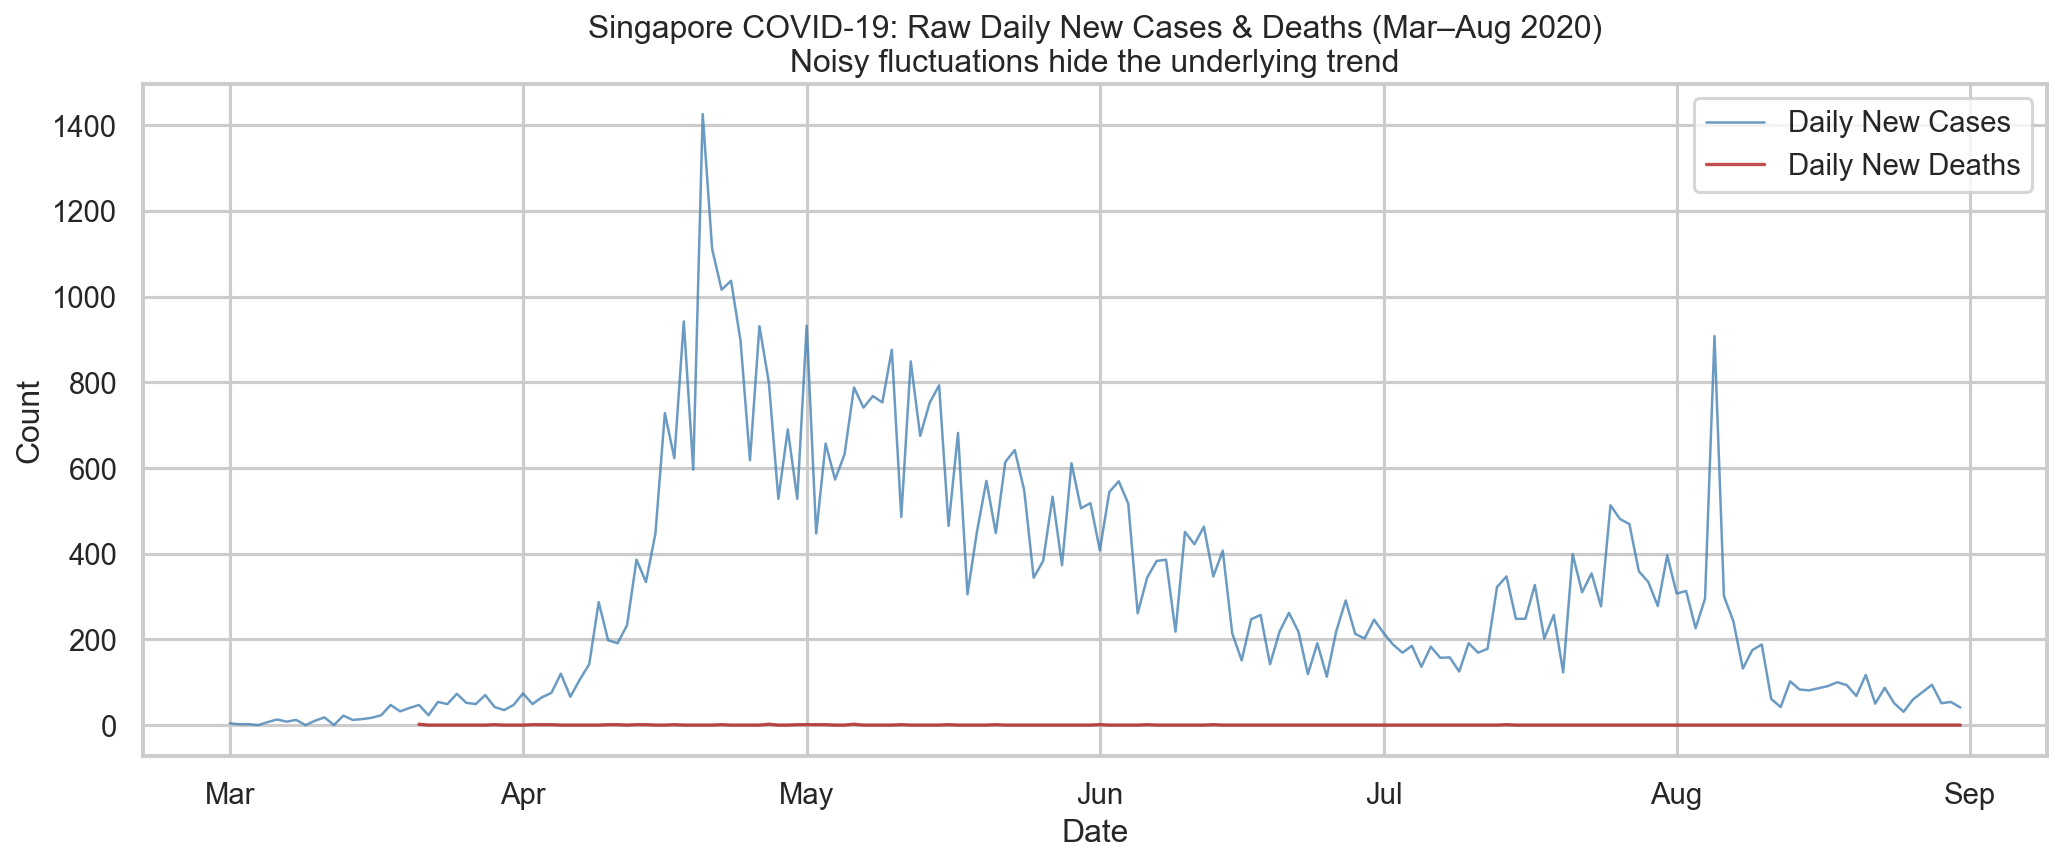 Singapore COVID-19: Raw Daily New Cases & Deaths (Mar–Aug 2020)
Noisy fluctuations hide the underlying trend
Daily New Cases
Daily New Deaths
Count
1400
1200
1000
800
600
400
200
0
Mar Apr May Jun Jul Aug Sep
Date